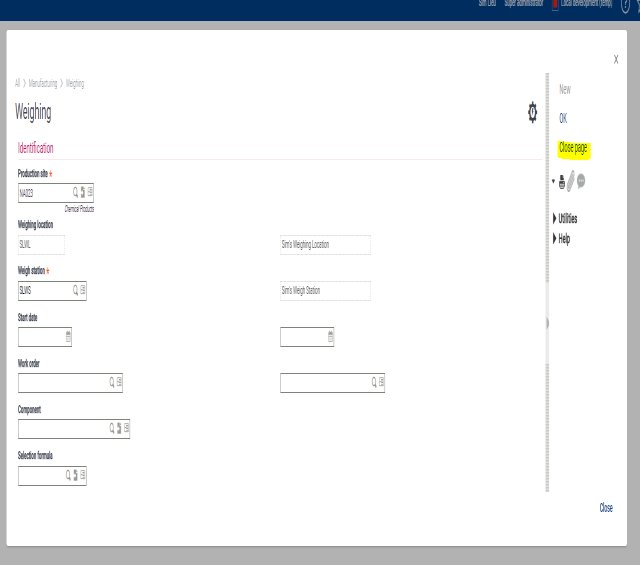 Sim Lieu Super administrator Local development [temp]
X
All > Manufacturing > Weighing
Weighing
Identification
Production site *
NA023
Chemical Products
Weighing location
SLWL
Sim's Weighing Location
Weigh station *
SLWS
Sim's Weigh Station
Start date
Work order
Component
Selection formula
New
OK
Close page
Utilities
Help
Close